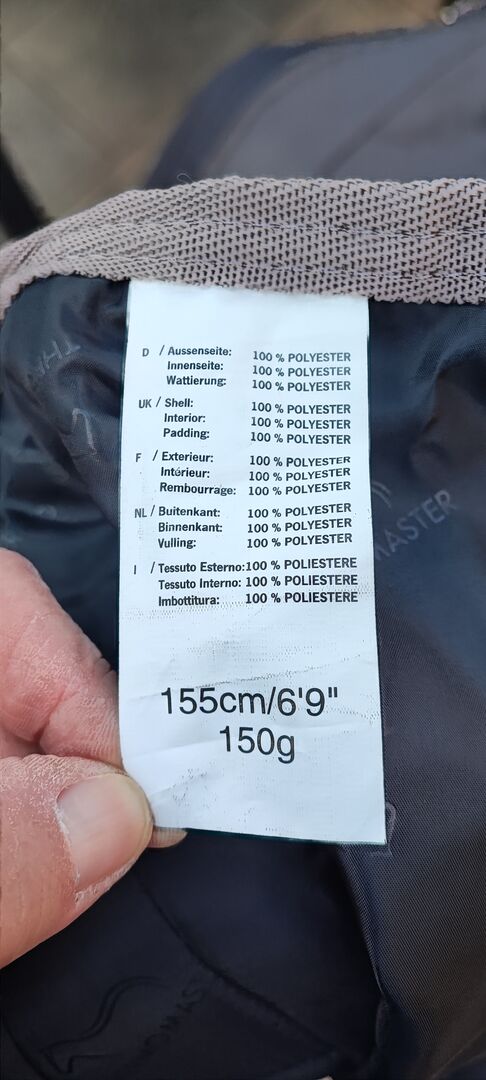 D / Aussenseite: 100 % POLYESTER
Innenseite: 100 % POLYESTER
Wattierung: 100 % POLYESTER
UK / Shell: 100 % POLYESTER
Interior: 100 % POLYESTER
Padding: 100 % POLYESTER
F / Exterieur: 100 % POLYESTER
Intérieur: 100 % POLYESTER
Rembourrage: 100 % POLYESTER
NL / Buitenkant: 100 % POLYESTER
Binnenkant: 100 % POLYESTER
Vulling: 100 % POLYESTER
I / Tessuto Esterno: 100 % POLIESTERE
Tessuto Interno: 100 % POLIESTERE
Imbottitura: 100 % POLIESTERE
155cm/6'9"
150g
MASTER